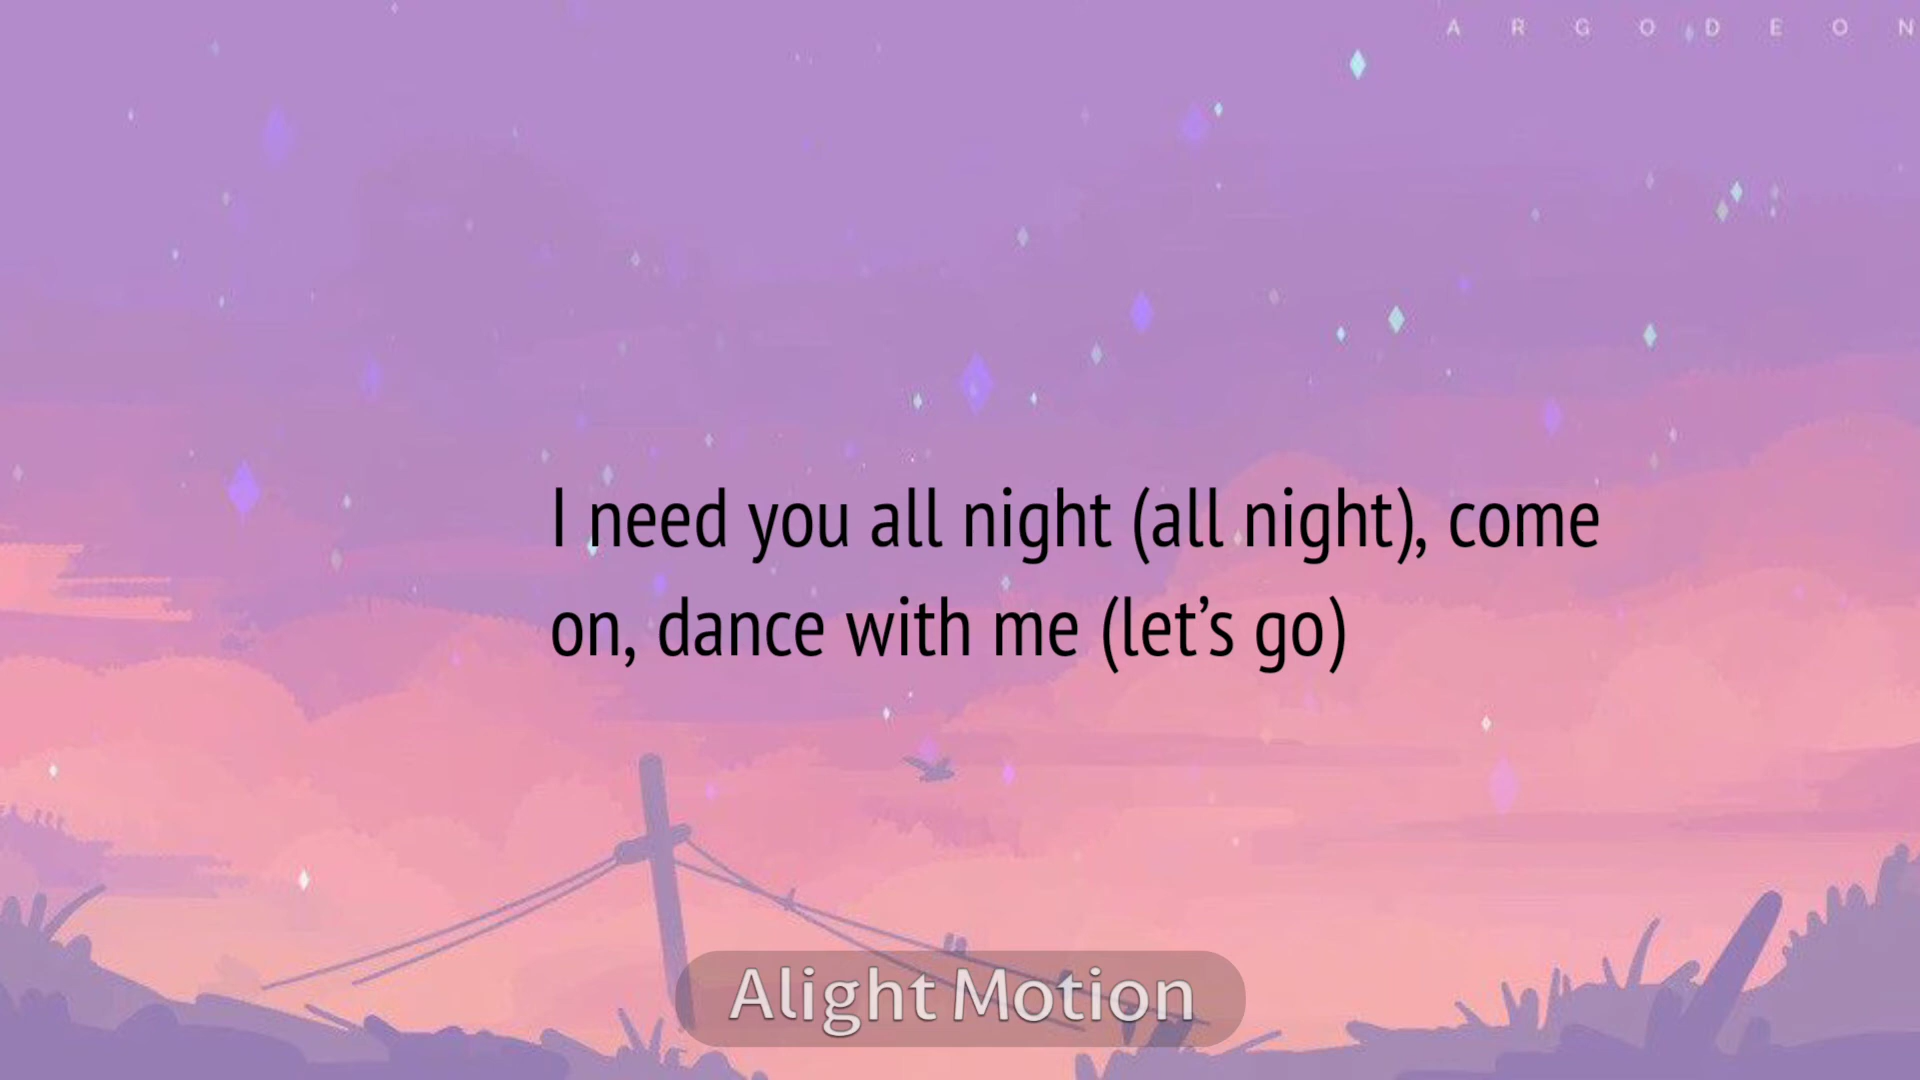 A R G O D E O N
I need you all night (all night), come
on, dance with me (let’s go)
Alight Motion